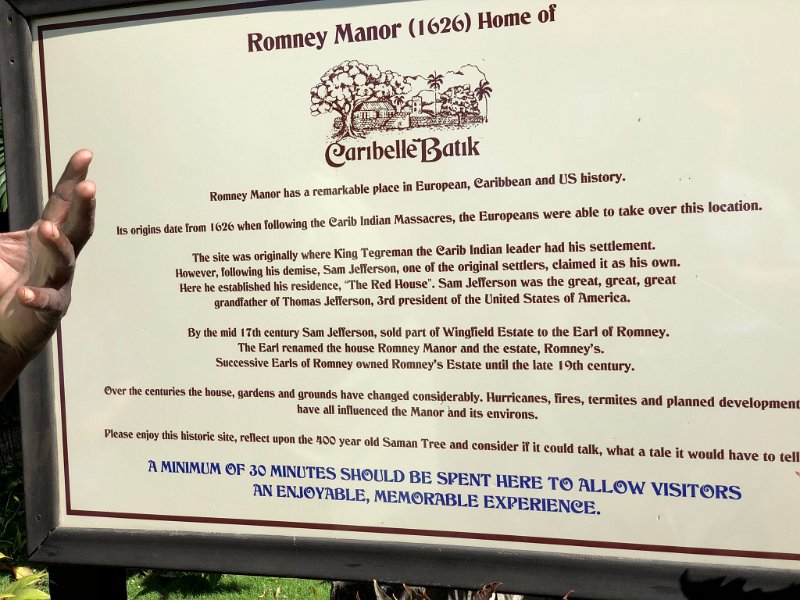 Romney Manor (1626) Home of
Caribelle Batik
Romney Manor has a remarkable place in European, Caribbean and US history.
Its origins date from 1626 when following the Carib Indian Massacres, the Europeans were able to take over this location.
The site was originally where King Tegreman the Carib Indian leader had his settlement.
However, following his demise, Sam Jefferson, one of the original settlers, claimed it as his own.
Here he established his residence, "The Red House". Sam Jefferson was the great, great, great
grandfather of Thomas Jefferson, 3rd president of the United States of America.
By the mid 17th century Sam Jefferson, sold part of Wingfield Estate to the Earl of Romney.
The Earl renamed the house Romney Manor and the estate, Romney's.
Successive Earls of Romney owned Romney's Estate until the late 19th century.
Over the centuries the house, gardens and grounds have changed considerably. Hurricanes, fires, termites and planned development
have all influenced the Manor and its environs.
Please enjoy this historic site, reflect upon the 400 year old Saman Tree and consider if it could talk, what a tale it would have to tell
A MINIMUM OF 30 MINUTES SHOULD BE SPENT HERE TO ALLOW VISITORS
AN ENJOYABLE, MEMORABLE EXPERIENCE.